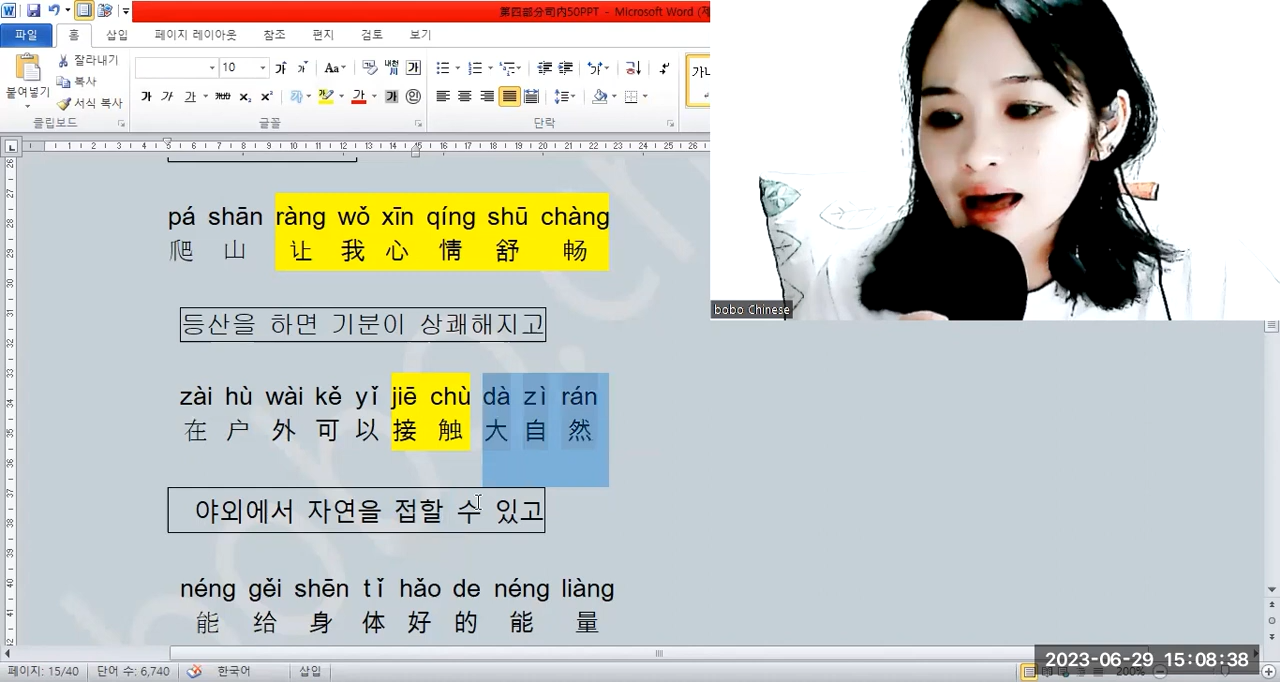 第四部分司内50PPT - Microsoft Word (제
파일 홈 삽입 페이지 레이아웃 참조 편지 검토 보기
잘라내기
복사
서식 복사
붙여넣기
10
클립보드 글꼴 단락
pá shān ràng wǒ xīn qíng shū chàng
爬 山 让 我 心 情 舒 畅
등산을 하면 기분이 상쾌해지고
zài hù wài kě yǐ jiē chù dà zì rán
在 户 外 可 以 接 触 大 自 然
야외에서 자연을 접할 수 있고
néng gěi shēn tǐ hǎo de néng liàng
能 给 身 体 好 的 能 量
bobo Chinese
페이지: 15/40 단어 수: 6,740 한국어 삽입
200%
2023-06-29 15:08:38